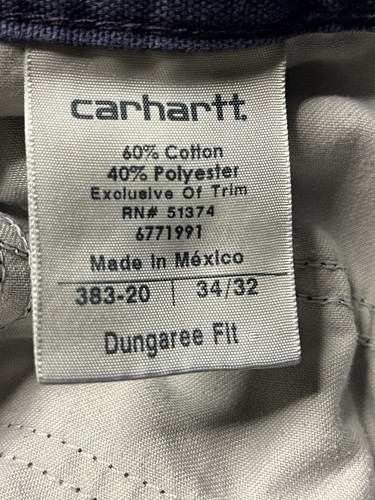 carhartt.
60% Cotton
40% Polyester
Exclusive Of Trim
RN# 51374
6771991
Made In México
383-20 | 34/32
Dungaree Fit